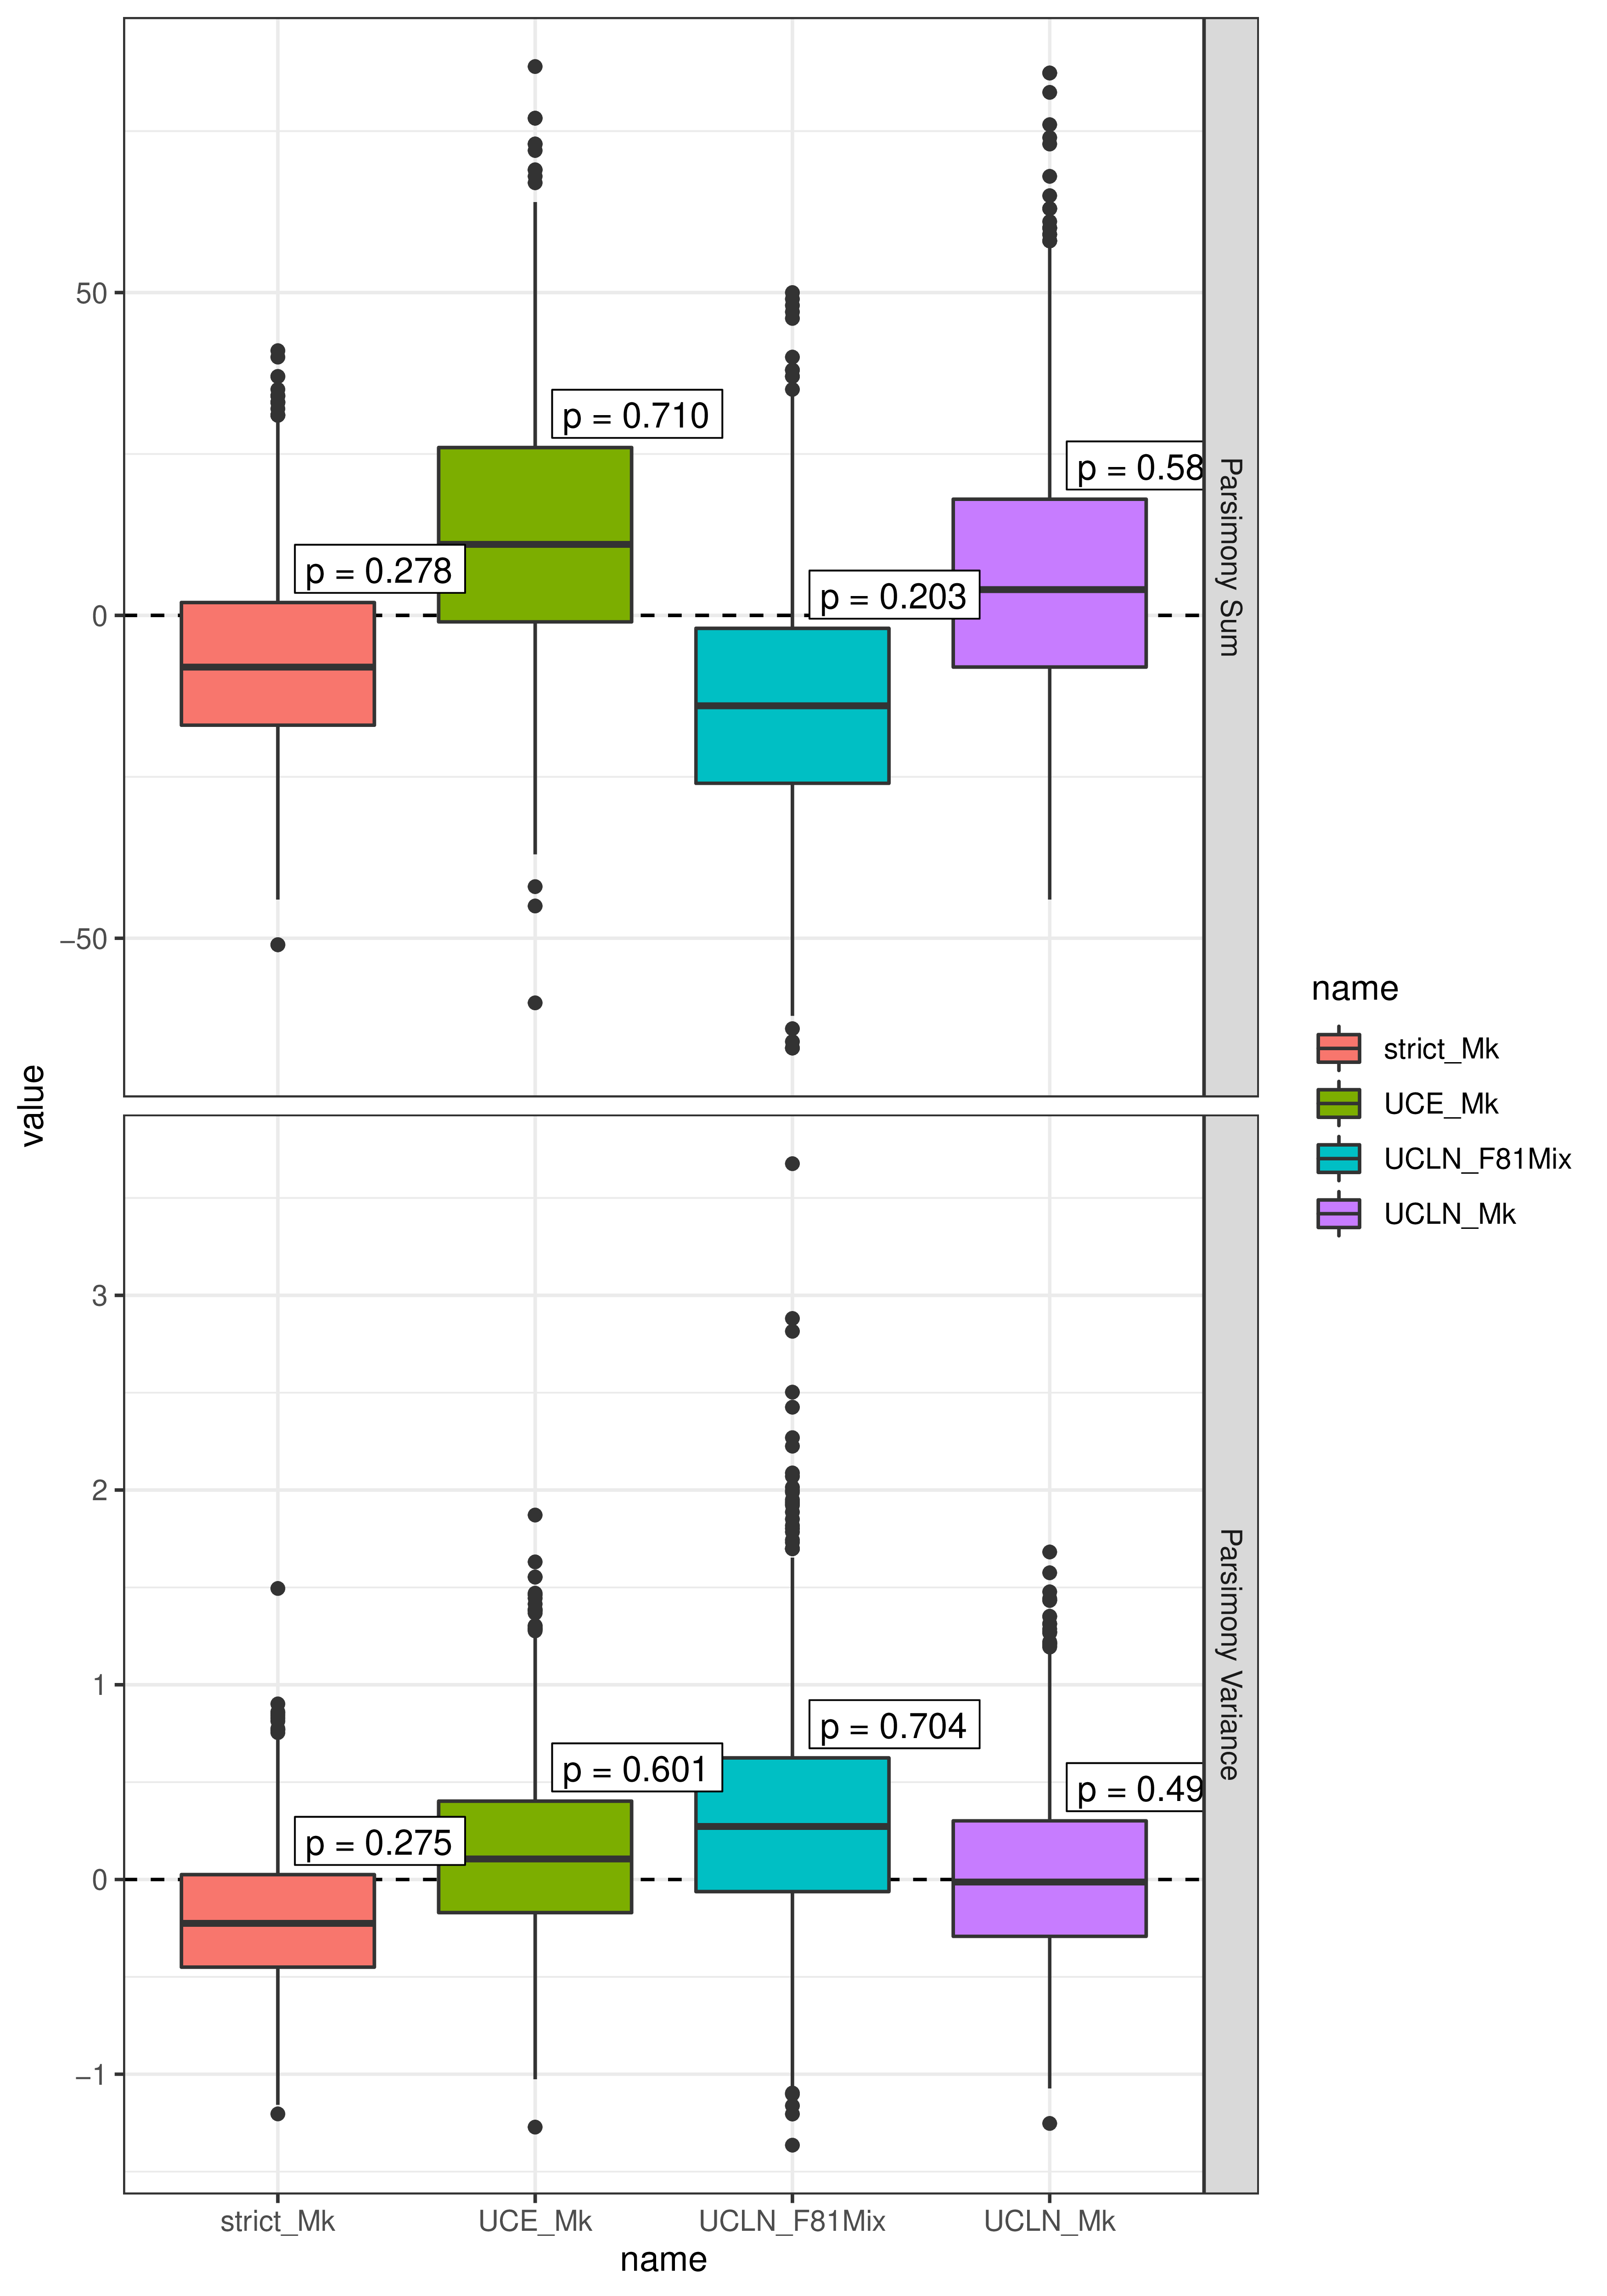 value
50
0
−50
p = 0.278
p = 0.710
p = 0.203
p = 0.58
Parsimony Sum
3
2
1
0
−1
p = 0.275
p = 0.601
p = 0.704
p = 0.49
Parsimony Variance
strict_Mk
UCE_Mk
UCLN_F81Mix
UCLN_Mk
name
name
strict_Mk
UCE_Mk
UCLN_F81Mix
UCLN_Mk